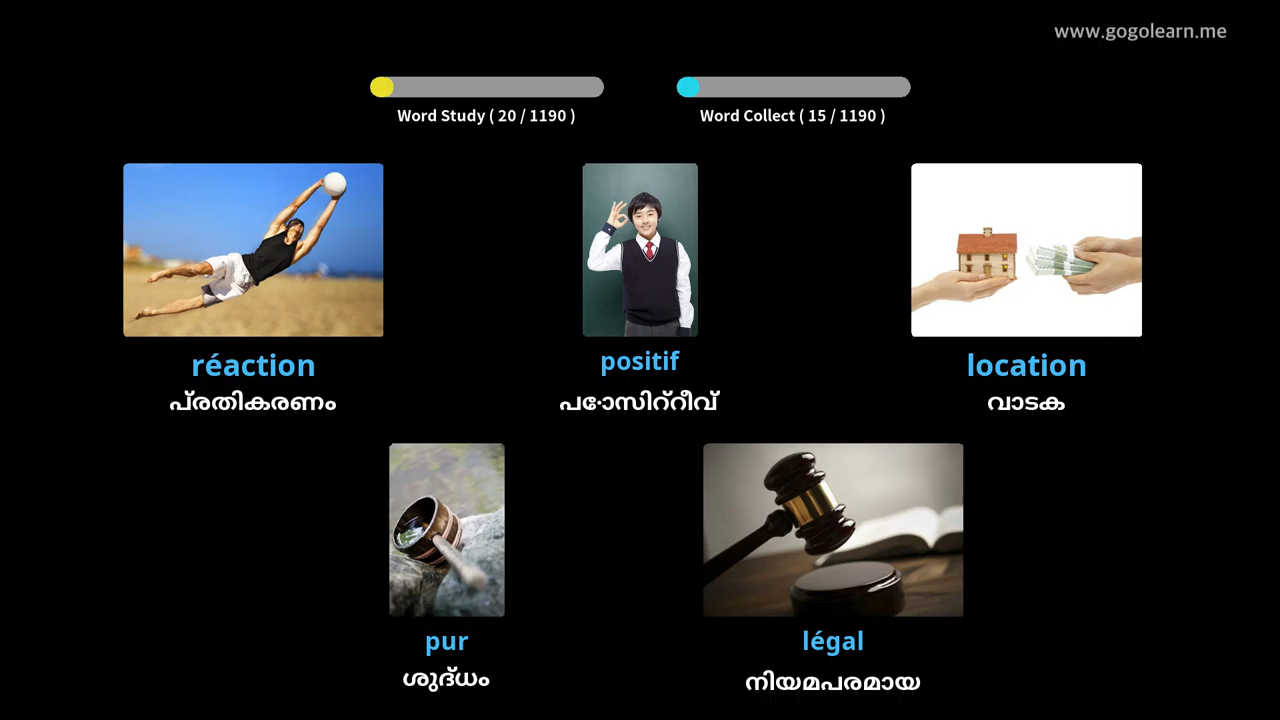 www.gogolearn.me
Word Study ( 20 / 1190 )
Word Collect ( 15 / 1190 )
réaction
positif
location
പ്രതികരണം
പോസിറ്റീവ്
വാടക
pur
légal
ശുദ്ധം
നിയമപരമായ